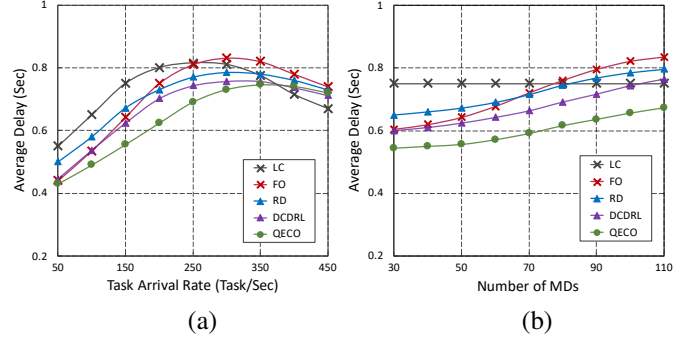 1
0.8
0.6
0.4
0.2
Average Delay (Sec)
50
150
250
350
450
Task Arrival Rate (Task/Sec)
LC
FO
RD
DCDRL
QECO
(a)
1
0.8
0.6
0.4
0.2
Average Delay (Sec)
30
50
70
90
110
Number of MDs
LC
FO
RD
DCDRL
QECO
(b)